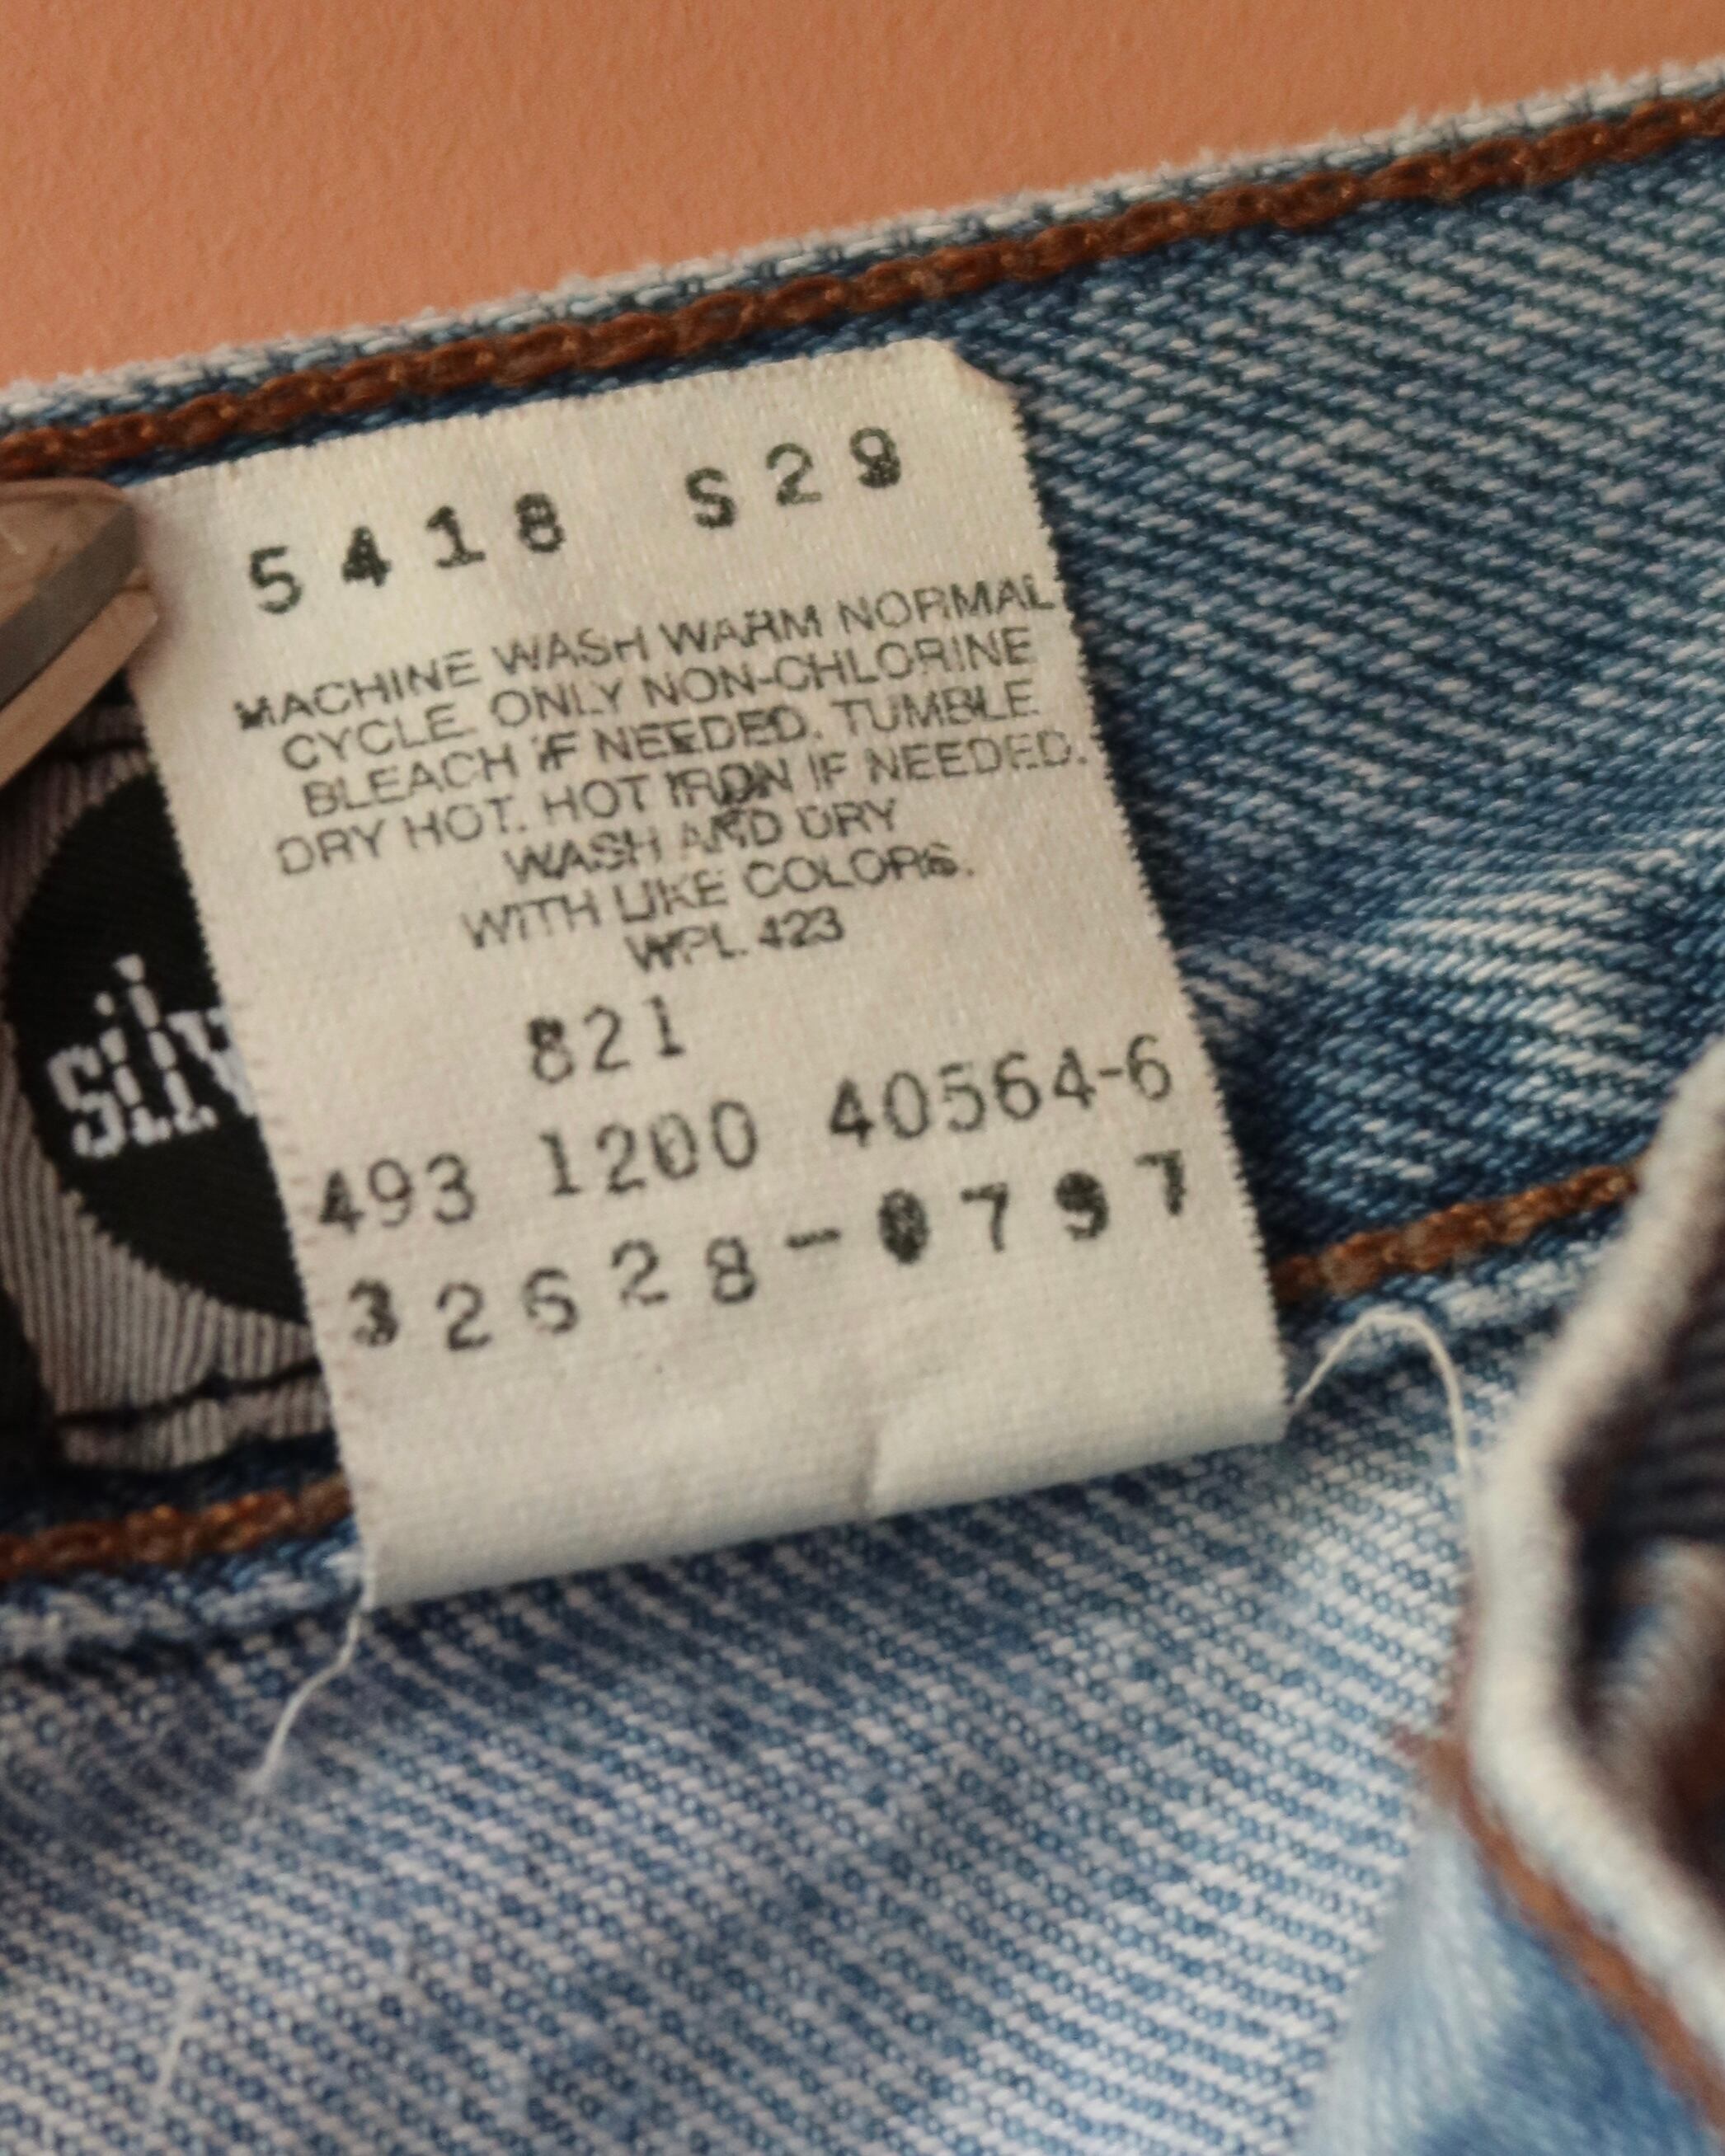 5418 S29
MACHINE WASH WARM NORMAL
CYCLE. ONLY NON-CHLORINE
BLEACH IF NEEDED. TUMBLE
DRY HOT. HOT IRON IF NEEDED.
WASH AND DRY
WITH LIKE COLORS.
WPL 423
821
493 1200 40564-6
32628-0797
silv